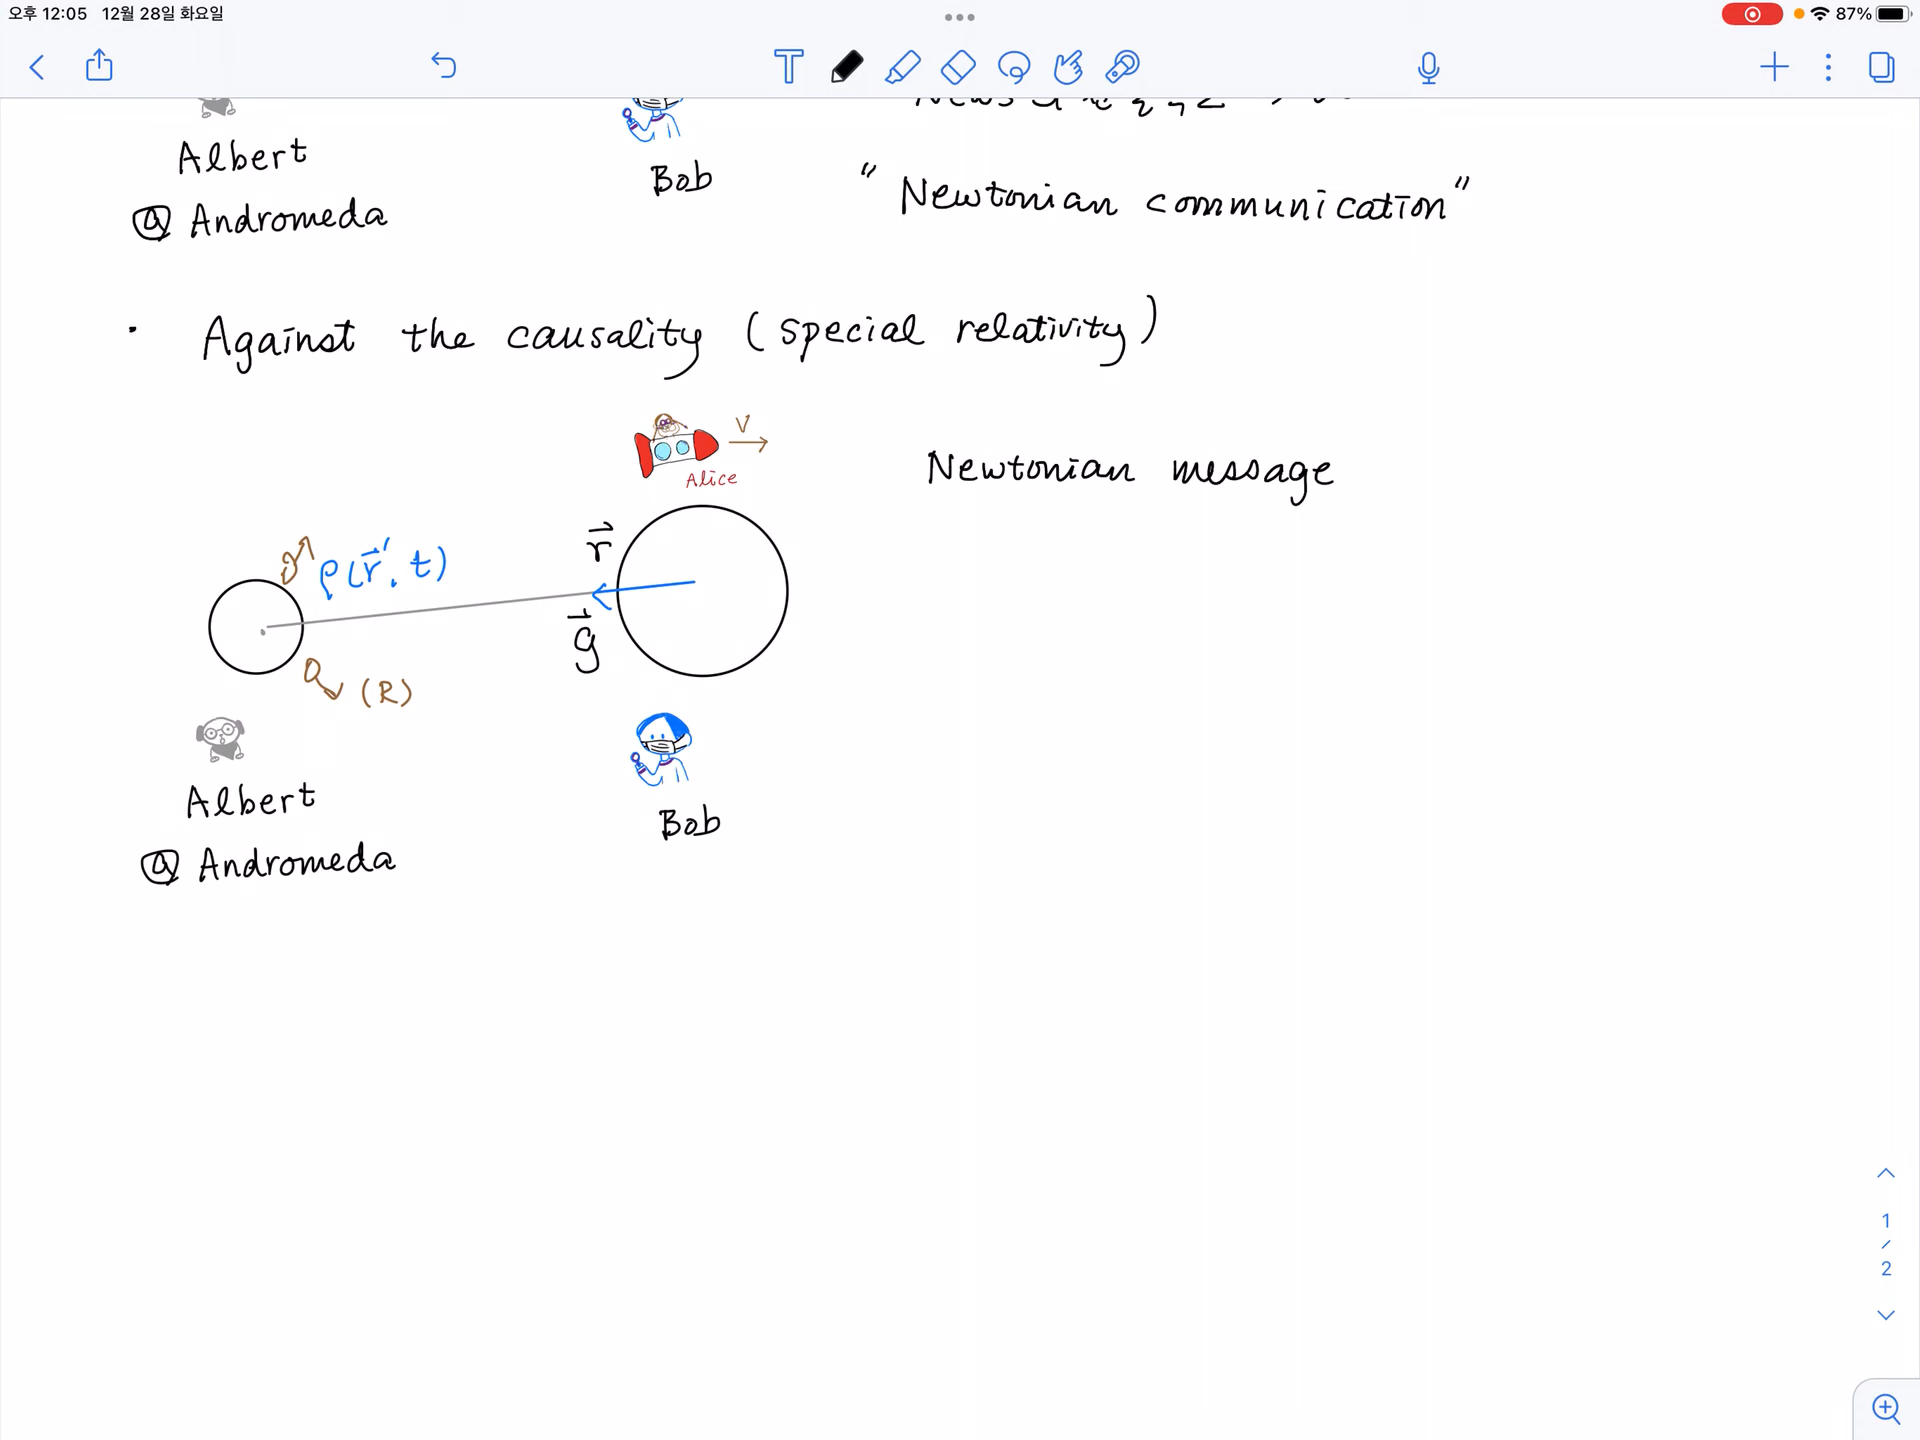 오후 12:05 12월 28일 화요일
87%
Albert
@ Andromeda
Bob
"Newtonian communication"
· Against the causality (special relativity)
V
Alice
Newtonian message
r⃗
ρ(r⃗′, t)
g⃗
(R)
Albert
@ Andromeda
Bob
1
/
2